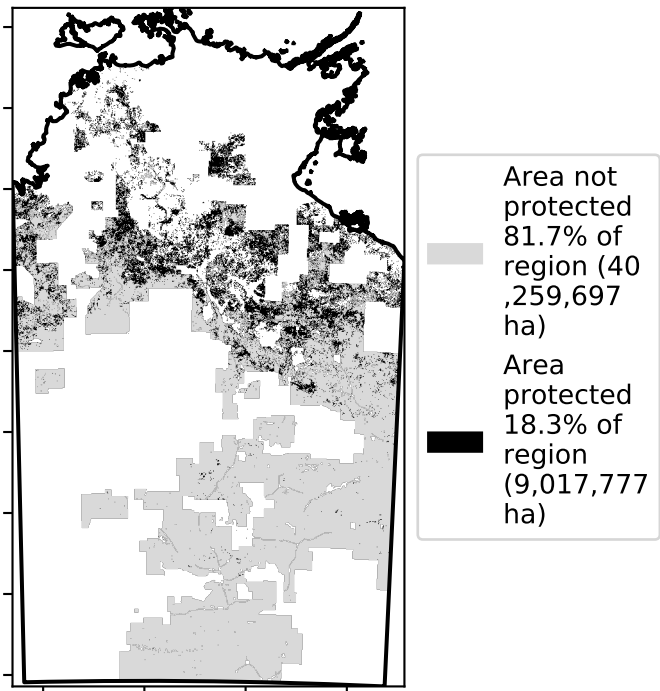 Area not
protected
81.7% of
region (40
,259,697
ha)
Area
protected
18.3% of
region
(9,017,777
ha)